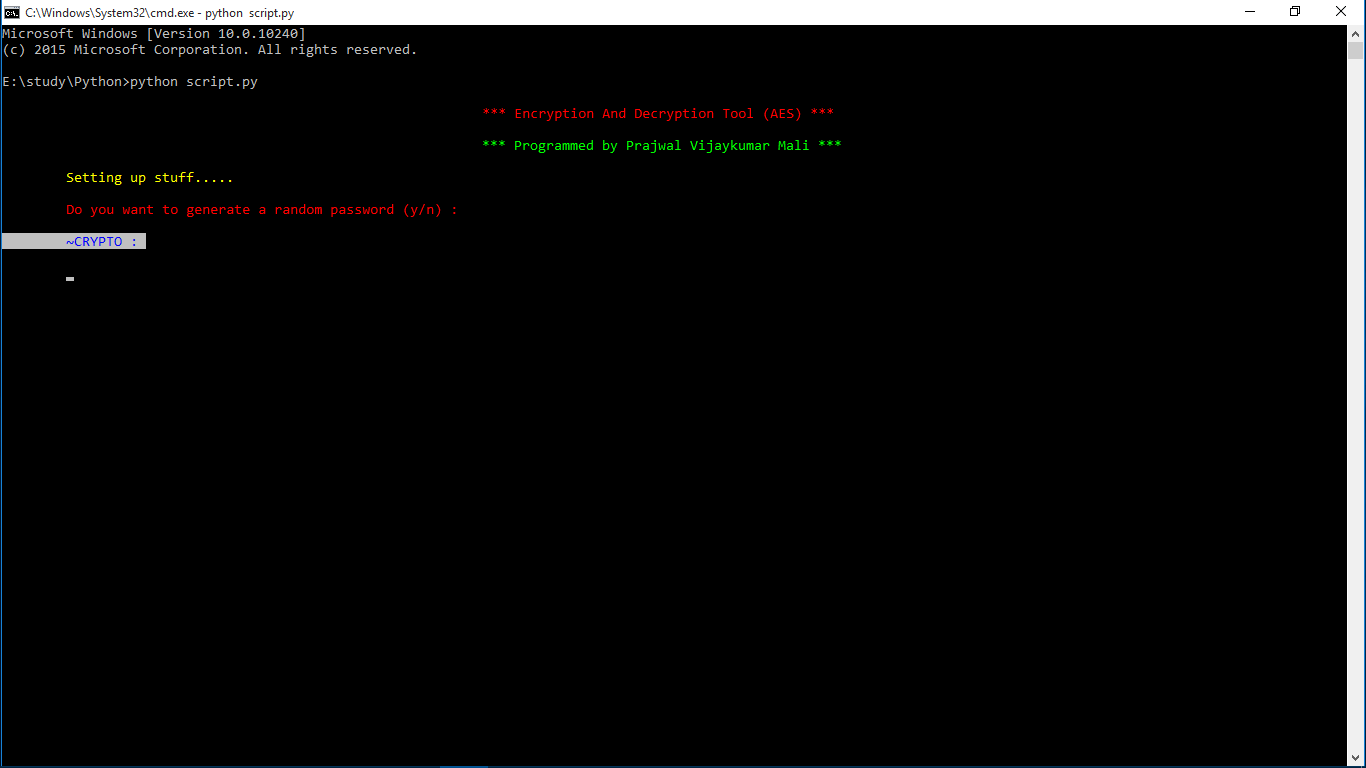 C:\Windows\System32\cmd.exe - python  script.py
Microsoft Windows [Version 10.0.10240]
(c) 2015 Microsoft Corporation. All rights reserved.
E:\study\Python>python script.py
*** Encryption And Decryption Tool (AES) ***
*** Programmed by Prajwal Vijaykumar Mali ***
Setting up stuff.....
Do you want to generate a random password (y/n) :
~CRYPTO :